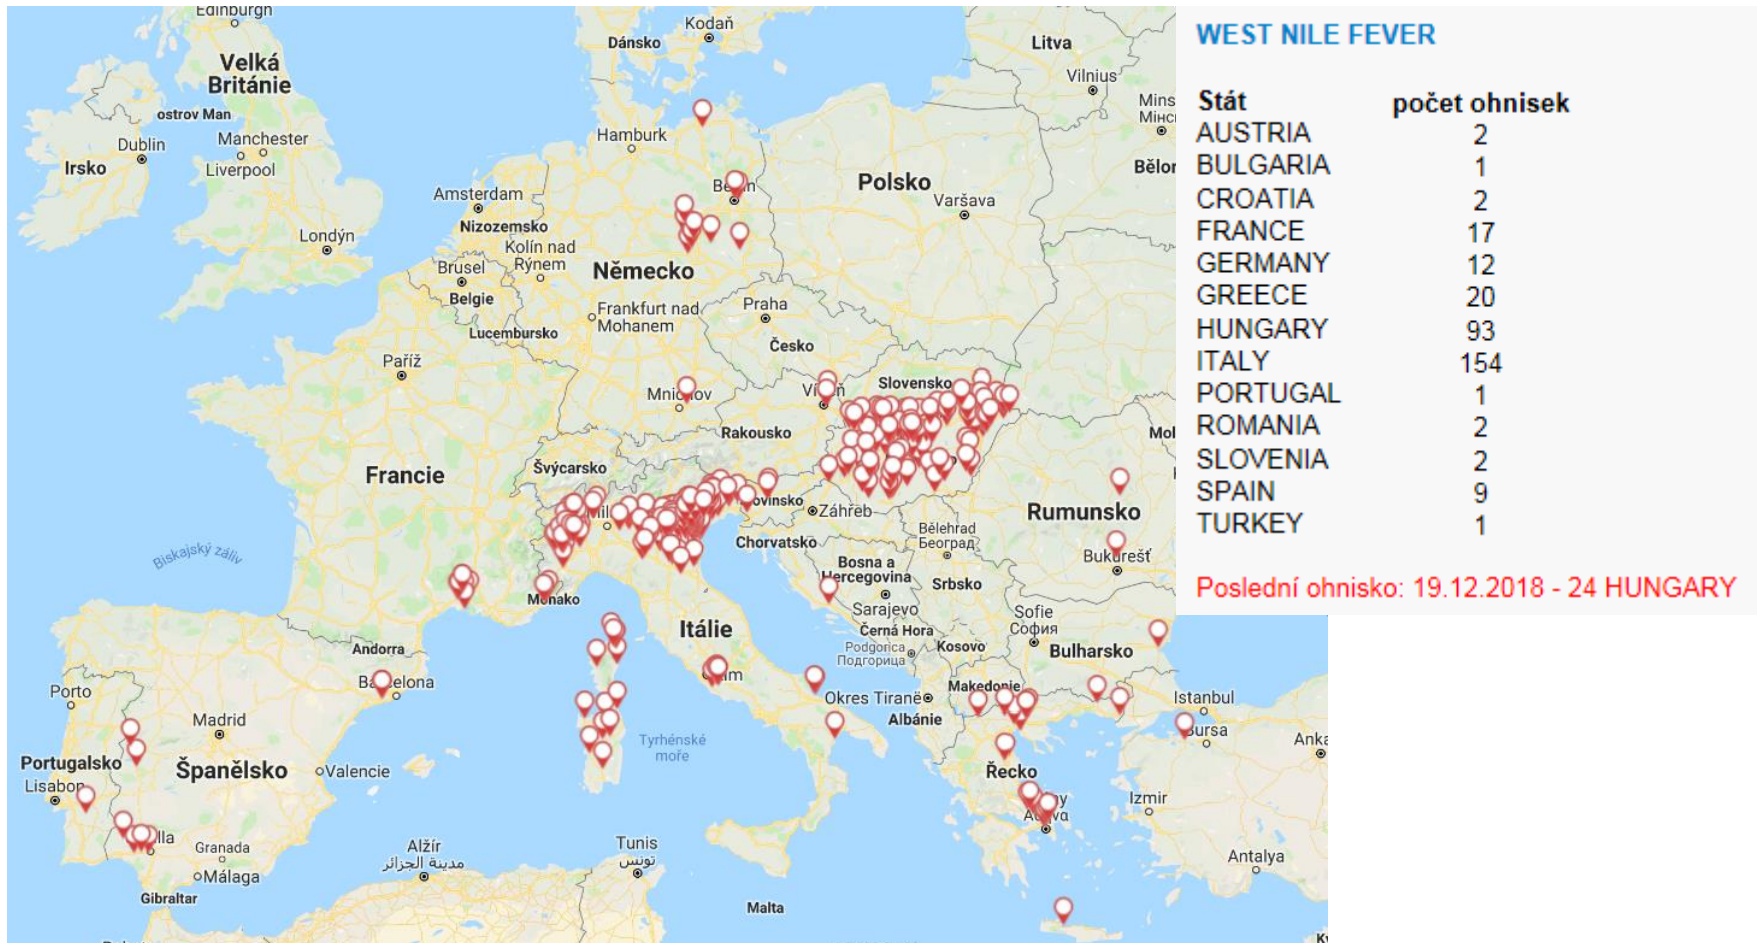 Edinburgh
Kodaň
Dánsko
Litva
Velká
Británie
Vilnius
ostrov Man
Hamburk
Dublin
Manchester
Irsko
Liverpool
Amsterdam
Polsko
Varšava
Nizozemsko
Londýn
Kolín nad
Rýnem
Brusel
Německo
Belgie
Frankfurt nad
Mohanem
Praha
Lucembursko
Česko
Paříž
Slovensko
Rakousko
Švýcarsko
Francie
Záhřeb
Rumunsko
Bělehrad
Београд
Chorvatsko
Biskajský záliv
Bukurešť
Bosna a
Hercegovina
Srbsko
Monako
Sarajevo
Sofie
София
Itálie
Černá Hora
Andorra
Podgorica
Подгорица
Kosovo
Bulharsko
Porto
Makedonie
Istanbul
Okres Tiranë
Albánie
Madrid
Bursa
Tyrhénské
moře
Portugalsko
Španělsko
Valencie
Řecko
Lisabon
Izmir
Granada
Alžír
مدينة الجزائر
Tunis
تونس
Málaga
Antalya
Gibraltar
Malta
WEST NILE FEVER
Stát počet ohnisek
AUSTRIA 2
BULGARIA 1
CROATIA 2
FRANCE 17
GERMANY 12
GREECE 20
HUNGARY 93
ITALY 154
PORTUGAL 1
ROMANIA 2
SLOVENIA 2
SPAIN 9
TURKEY 1
Poslední ohnisko: 19.12.2018 - 24 HUNGARY